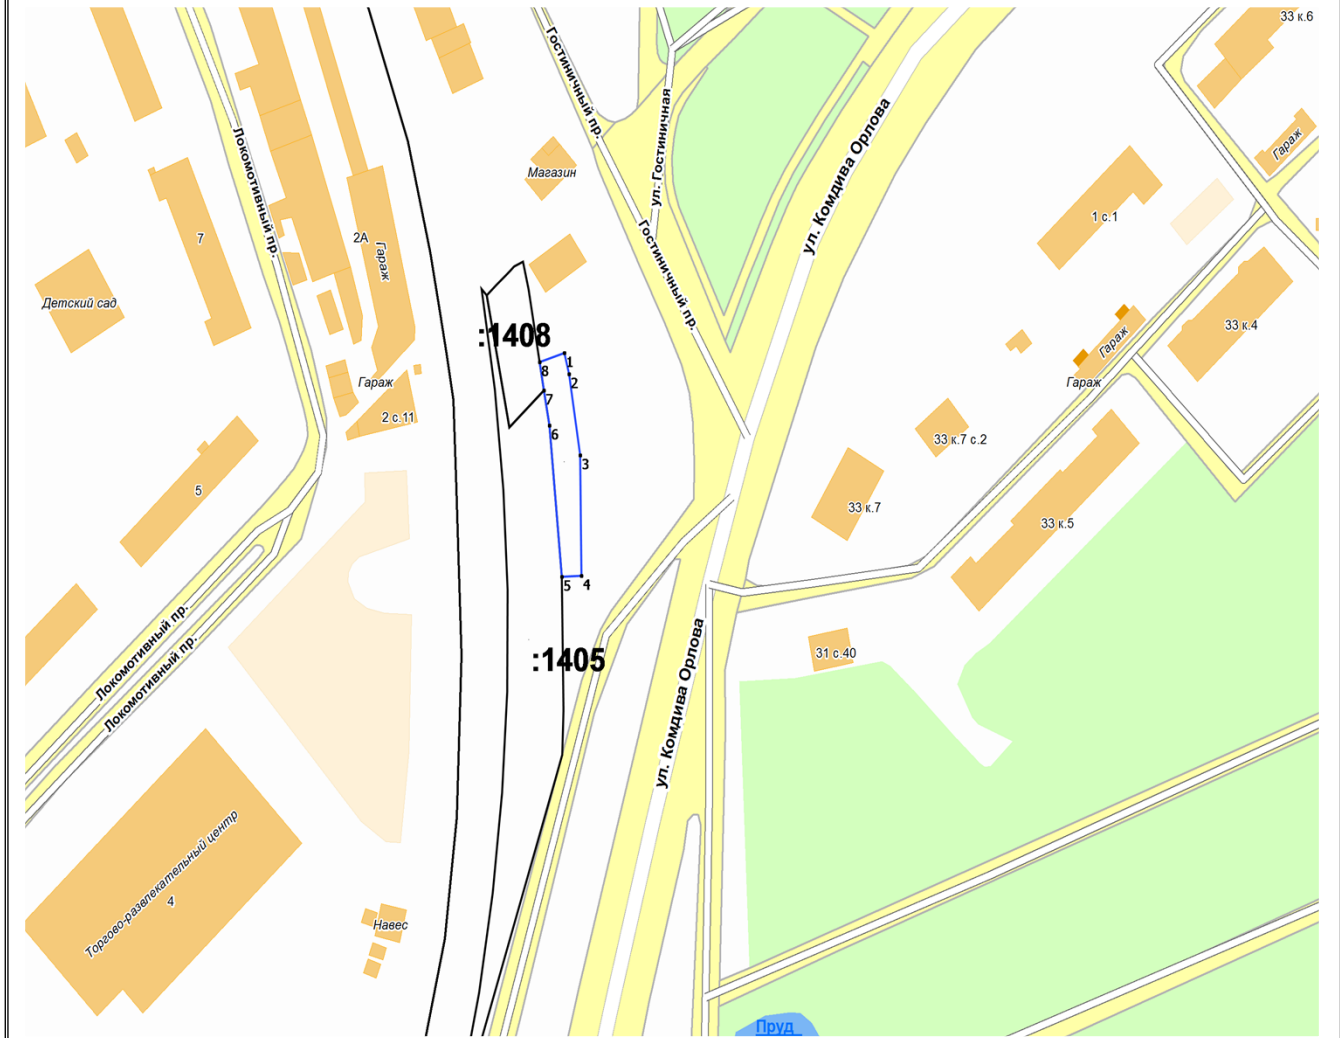 33 к.6
Гостиничный пр.
ул. Гостиничная
ул. Комдива Орлова
Локомотивный пр.
Гараж
Магазин
1 с.1
7
2А
Гараж
Гостиничный пр.
Детский сад
33 к.4
:1408
Гараж
1
8
2
Гараж
Гараж
7
2 с.11
6
33 к.7 с.2
3
5
33 к.7
33 к.5
5
4
Локомотивный пр.
Локомотивный пр.
:1405
31 с.40
ул. Комдива Орлова
Торгово-развлекательный центр
4
Навес
Пруд